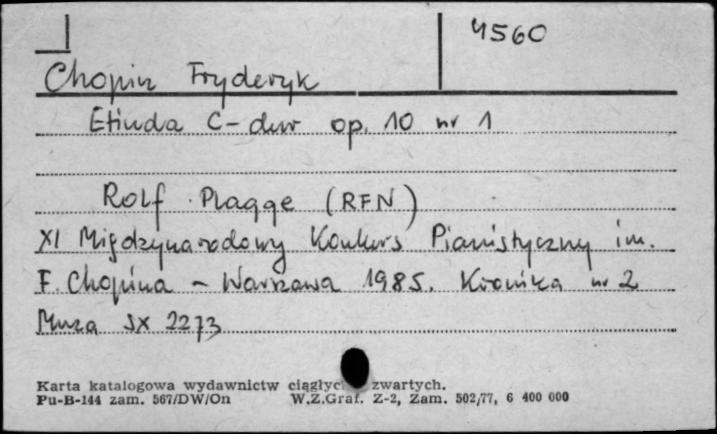 4560
Chopin Fryderyk
Etiuda C-dur op. 10 nr 1
Rolf Plagge (RFN)
XI Międzynarodowy Konkurs Pianistyczny im.
F. Chopina - Warszawa 1985. Kronika nr 2
Muza SX 2273
Karta katalogowa wydawnictw ciągłyc zwartych.
Pu-B-144 zam. 567/DW/On W.Z.Graf. Z-2, Zam. 502/77, 6 400 000